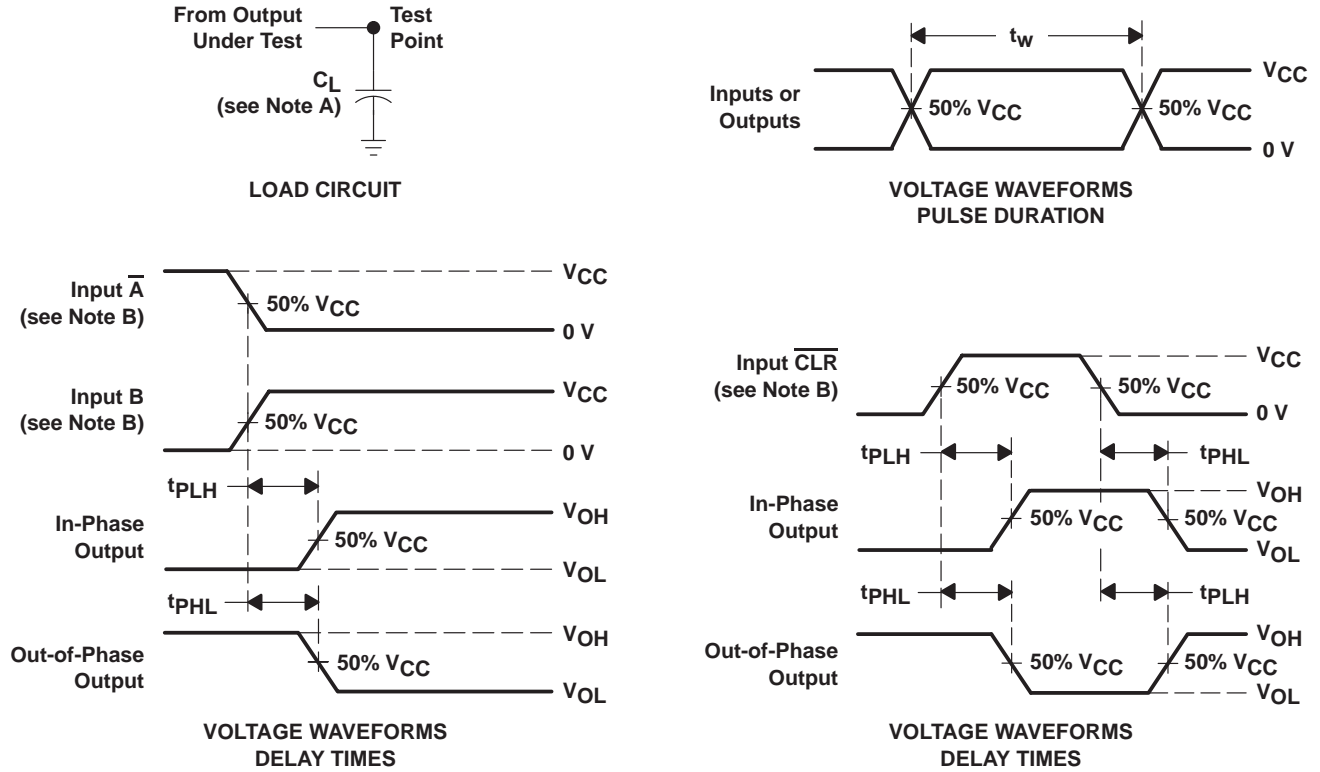 From Output
Under Test
Test
Point
CL
(see Note A)
LOAD CIRCUIT
tw
Inputs or
Outputs
50% VCC
50% VCC
VCC
0 V
VOLTAGE WAVEFORMS
PULSE DURATION
Input A̅
(see Note B)
50% VCC
VCC
0 V
Input B
(see Note B)
50% VCC
VCC
0 V
tPLH
In-Phase
Output
50% VCC
VOH
VOL
tPHL
Out-of-Phase
Output
50% VCC
VOH
VOL
VOLTAGE WAVEFORMS
DELAY TIMES
Input C̅L̅R̅
(see Note B)
50% VCC
50% VCC
VCC
0 V
tPLH
tPHL
In-Phase
Output
50% VCC
50% VCC
VOH
VOL
tPHL
tPLH
Out-of-Phase
Output
50% VCC
50% VCC
VOH
VOL
VOLTAGE WAVEFORMS
DELAY TIMES